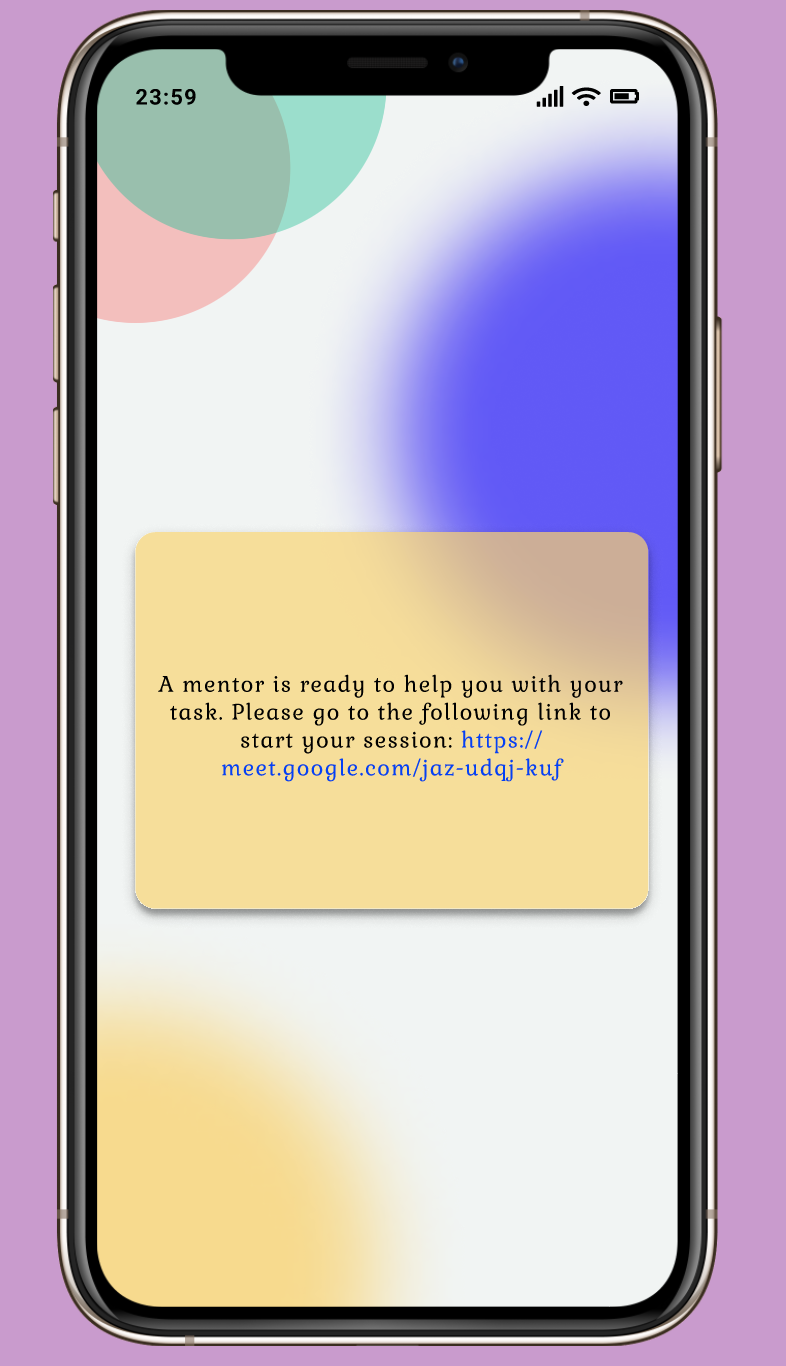 23:59
A mentor is ready to help you with your
task. Please go to the following link to
start your session: https://
meet.google.com/jaz-udqj-kuf